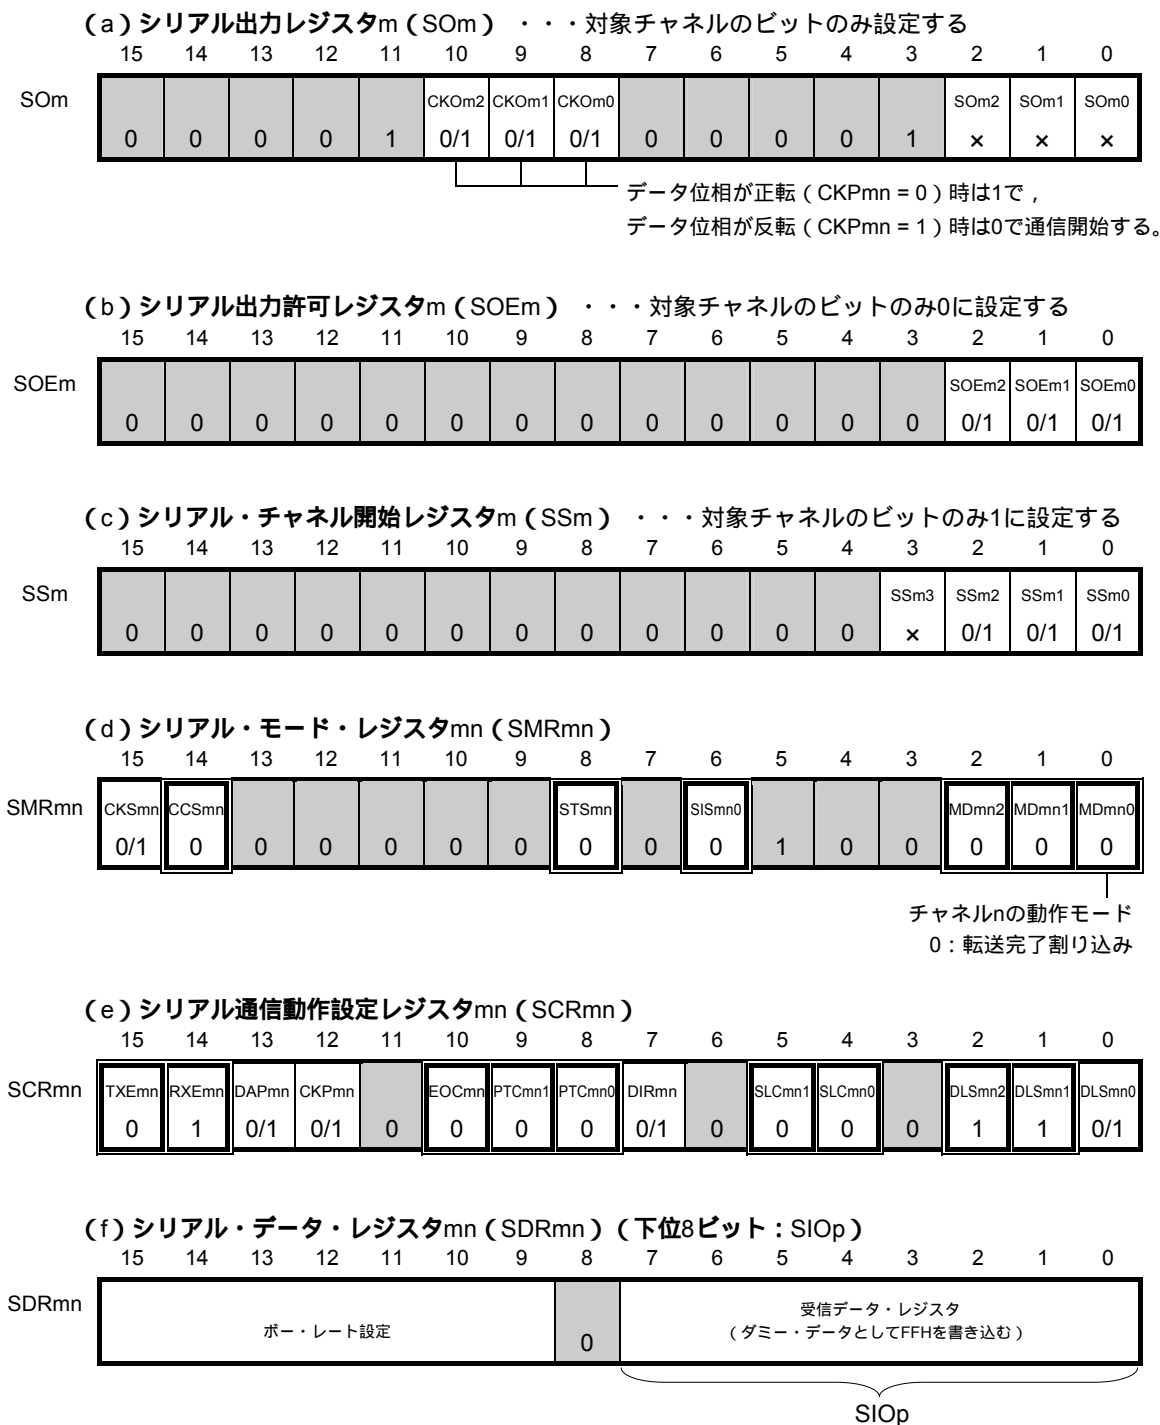 （a）シリアル出力レジスタm（SOm） ・・・対象チャネルのビットのみ設定する
15 14 13 12 11 10 9 8 7 6 5 4 3 2 1 0
SOm
CKOm2 CKOm1 CKOm0 SOm2 SOm1 SOm0
0 0 0 0 1 0/1 0/1 0/1 0 0 0 0 1 × × ×
データ位相が正転（CKPmn = 0）時は1で，
データ位相が反転（CKPmn = 1）時は0で通信開始する。
（b）シリアル出力許可レジスタm（SOEm） ・・・対象チャネルのビットのみ0に設定する
15 14 13 12 11 10 9 8 7 6 5 4 3 2 1 0
SOEm
SOEm2 SOEm1 SOEm0
0 0 0 0 0 0 0 0 0 0 0 0 0 0/1 0/1 0/1
（c）シリアル・チャネル開始レジスタm（SSm） ・・・対象チャネルのビットのみ1に設定する
15 14 13 12 11 10 9 8 7 6 5 4 3 2 1 0
SSm
SSm3 SSm2 SSm1 SSm0
0 0 0 0 0 0 0 0 0 0 0 0 × 0/1 0/1 0/1
（d）シリアル・モード・レジスタmn（SMRmn）
15 14 13 12 11 10 9 8 7 6 5 4 3 2 1 0
SMRmn
CKSmn CCSmn STSmn SISmn0 MDmn2 MDmn1 MDmn0
0/1 0 0 0 0 0 0 0 0 0 1 0 0 0 0 0
チャネルnの動作モード
0：転送完了割り込み
（e）シリアル通信動作設定レジスタmn（SCRmn）
15 14 13 12 11 10 9 8 7 6 5 4 3 2 1 0
SCRmn
TXEmn RXEmn DAPmn CKPmn EOCmn PTCmn1 PTCmn0 DIRmn SLCmn1 SLCmn0 DLSmn2 DLSmn1 DLSmn0
0 1 0/1 0/1 0 0 0 0 0/1 0 0 0 0 1 1 0/1
（f）シリアル・データ・レジスタmn（SDRmn）（下位8ビット：SIOp）
15 14 13 12 11 10 9 8 7 6 5 4 3 2 1 0
SDRmn
ボー・レート設定
0
受信データ・レジスタ
（ダミー・データとしてFFHを書き込む）
SIOp